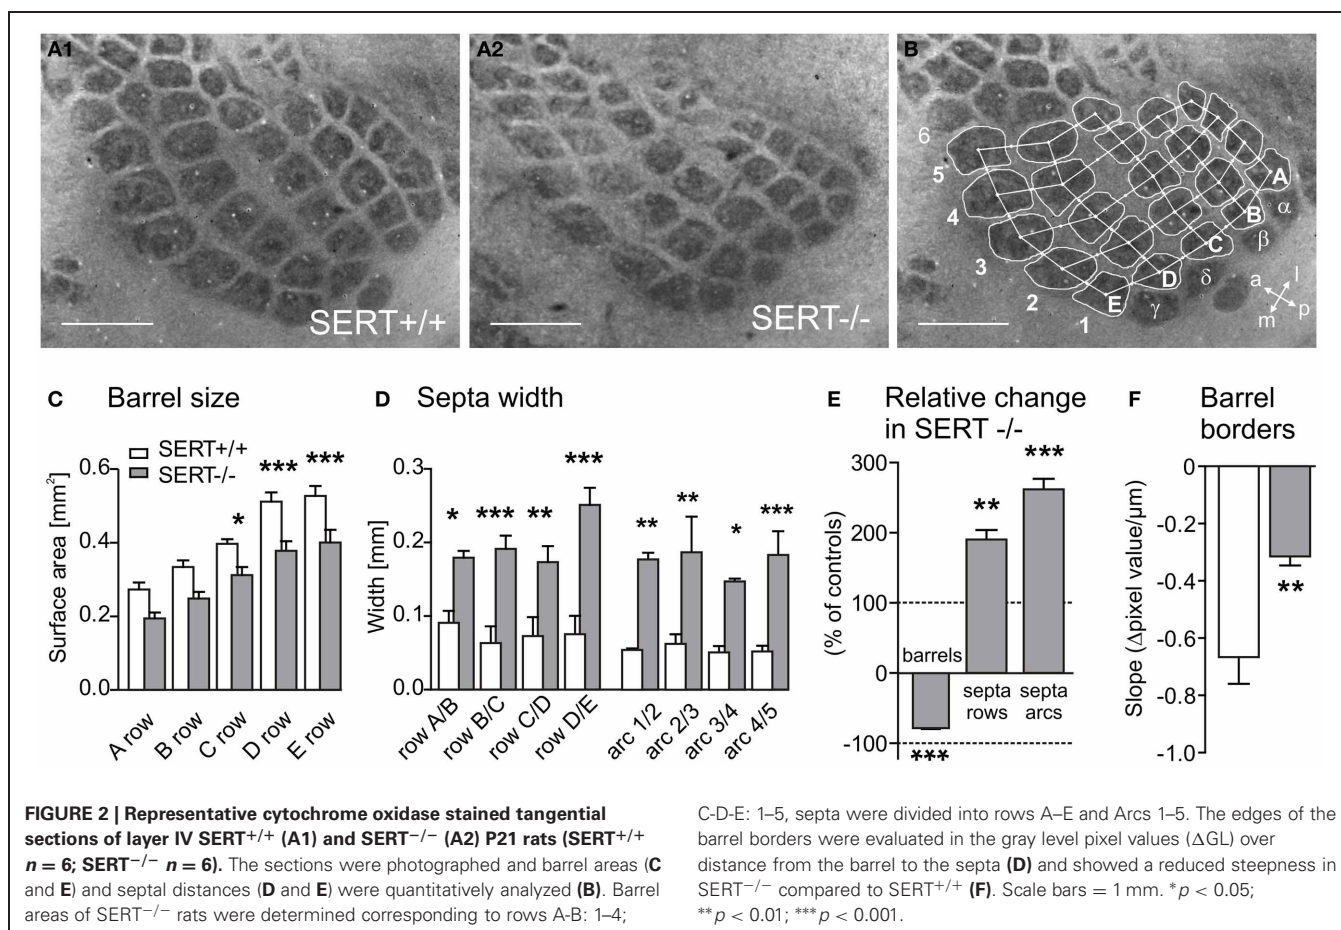 A1
SERT+/+
A2
SERT-/-
B
6
5
4
3
2
1
A
B
C
D
E
α
β
δ
γ
a
l
m
p
C Barrel size
SERT+/+
SERT-/-
Surface area [mm²]
0.6
0.4
0.2
0.0
*
***
***
A row
B row
C row
D row
E row
D Septa width
Width [mm]
0.3
0.2
0.1
0.0
*
***
**
***
**
**
*
***
row A/B
row B/C
row C/D
row D/E
arc 1/2
arc 2/3
arc 3/4
arc 4/5
E Relative change
in SERT -/-
(% of controls)
300
200
100
0
-100
barrels
septa
rows
septa
arcs
***
**
***
F Barrel
borders
Slope (Δpixel value/µm)
0
-0.2
-0.4
-0.6
-0.8
-1.0
**
FIGURE 2 | Representative cytochrome oxidase stained tangential
sections of layer IV SERT+/+ (A1) and SERT−/− (A2) P21 rats (SERT+/+
n = 6; SERT−/− n = 6). The sections were photographed and barrel areas (C
and E) and septal distances (D and E) were quantitatively analyzed (B). Barrel
areas of SERT−/− rats were determined corresponding to rows A-B: 1–4;
C-D-E: 1–5, septa were divided into rows A–E and Arcs 1–5. The edges of the
barrel borders were evaluated in the gray level pixel values (ΔGL) over
distance from the barrel to the septa (D) and showed a reduced steepness in
SERT−/− compared to SERT+/+ (F). Scale bars = 1 mm. *p < 0.05;
**p < 0.01; ***p < 0.001.